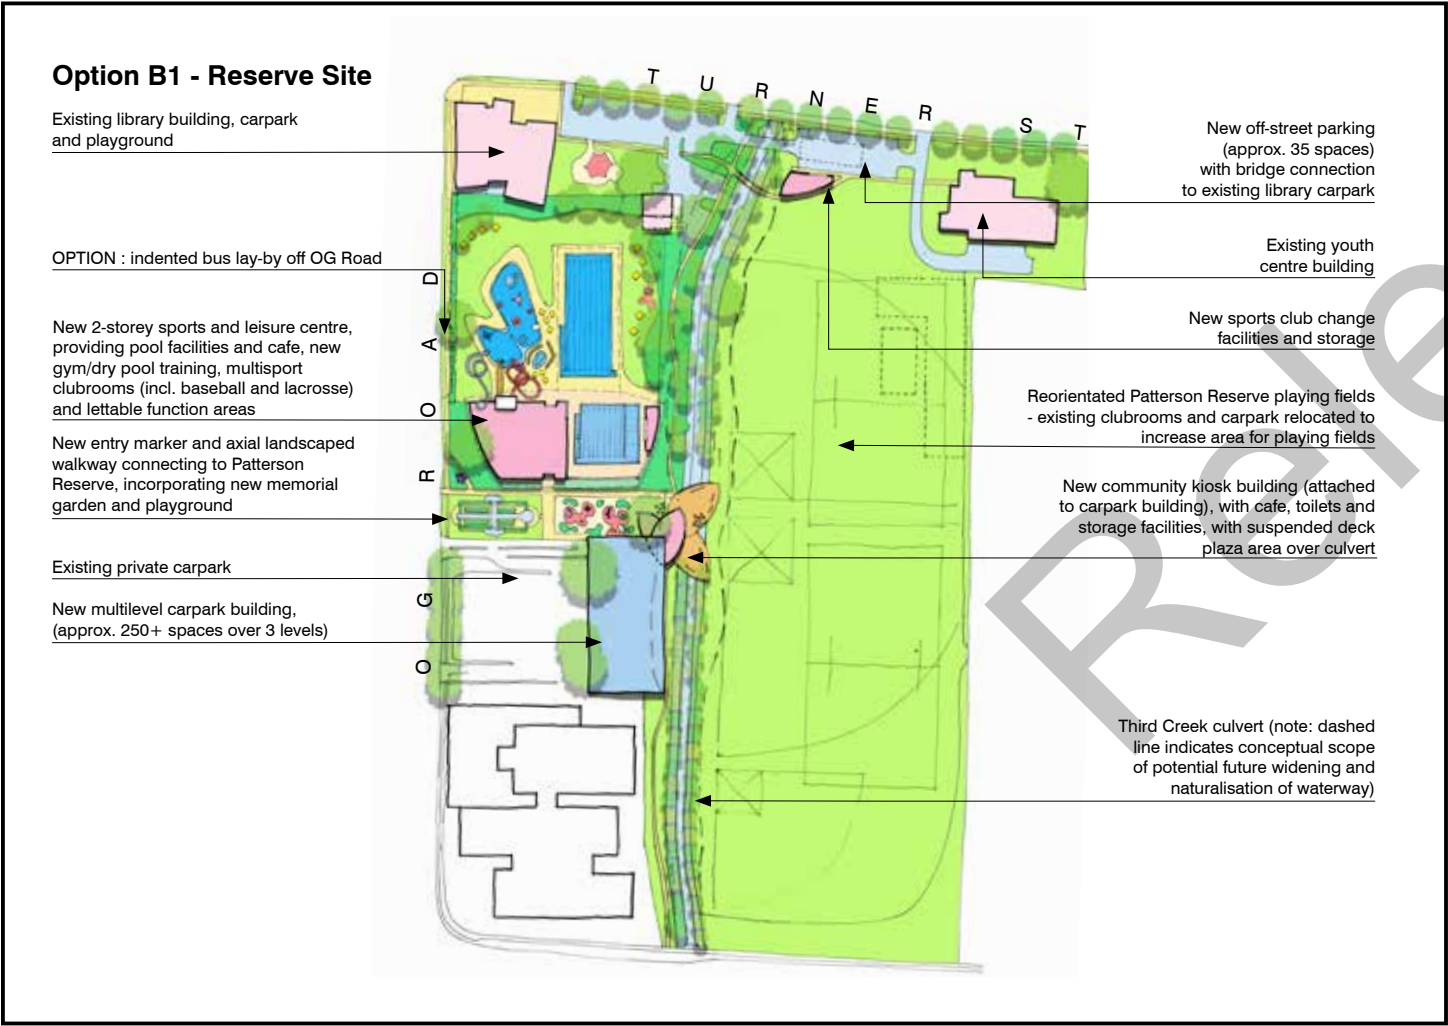 Option B1 - Reserve Site
Existing library building, carpark
and playground
OPTION : indented bus lay-by off OG Road
New 2-storey sports and leisure centre,
providing pool facilities and cafe, new
gym/dry pool training, multisport
clubrooms (incl. baseball and lacrosse)
and lettable function areas
New entry marker and axial landscaped
walkway connecting to Patterson
Reserve, incorporating new memorial
garden and playground
Existing private carpark
New multilevel carpark building,
(approx. 250+ spaces over 3 levels)
TURNER ST
OG ROAD
New off-street parking
(approx. 35 spaces)
with bridge connection
to existing library carpark
Existing youth
centre building
New sports club change
facilities and storage
Reorientated Patterson Reserve playing fields
- existing clubrooms and carpark relocated to
increase area for playing fields
New community kiosk building (attached
to carpark building), with cafe, toilets and
storage facilities, with suspended deck
plaza area over culvert
Third Creek culvert (note: dashed
line indicates conceptual scope
of potential future widening and
naturalisation of waterway)
Rele